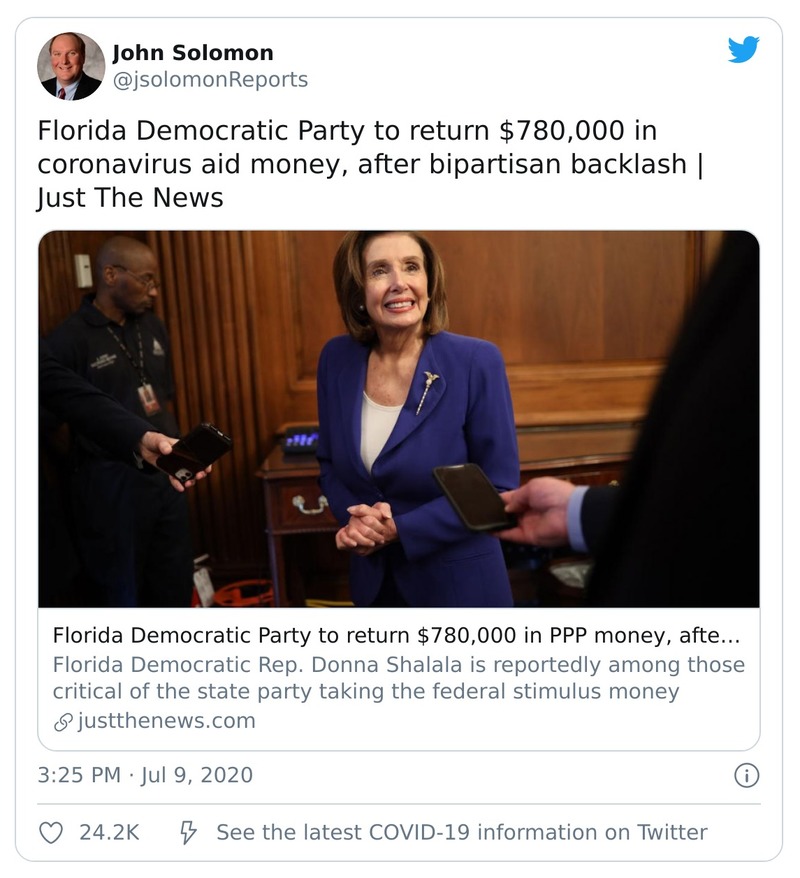 John Solomon
@jsolomonReports
Florida Democratic Party to return $780,000 in
coronavirus aid money, after bipartisan backlash |
Just The News
Florida Democratic Party to return $780,000 in PPP money, afte...
Florida Democratic Rep. Donna Shalala is reportedly among those
critical of the state party taking the federal stimulus money
justthenews.com
3:25 PM · Jul 9, 2020
24.2K
See the latest COVID-19 information on Twitter